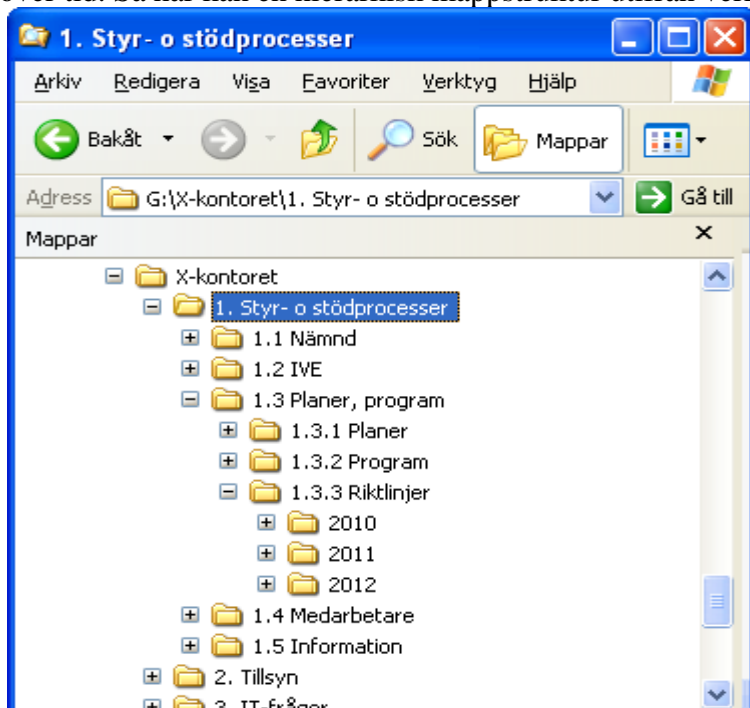 1. Styr- o stödprocesser
Arkiv Redigera Visa Favoriter Verktyg Hjälp
Bakåt Sök Mappar
Adress G:\X-kontoret\1. Styr- o stödprocesser Gå till
Mappar
X-kontoret
1. Styr- o stödprocesser
1.1 Nämnd
1.2 IVE
1.3 Planer, program
1.3.1 Planer
1.3.2 Program
1.3.3 Riktlinjer
2010
2011
2012
1.4 Medarbetare
1.5 Information
2. Tillsyn
3. IT-frågor